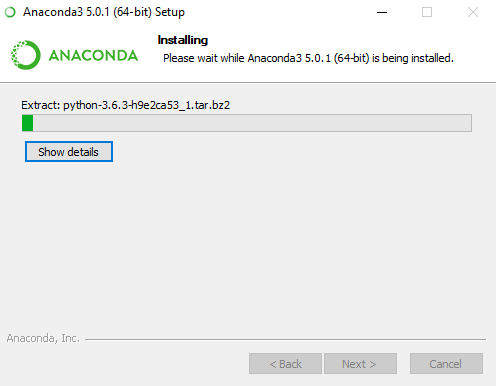 Anaconda3 5.0.1 (64-bit) Setup
ANACONDA
Installing
Please wait while Anaconda3 5.0.1 (64-bit) is being installed.
Extract: python-3.6.3-h9e2ca53_1.tar.bz2
Show details
Anaconda, Inc.
< Back
Next >
Cancel